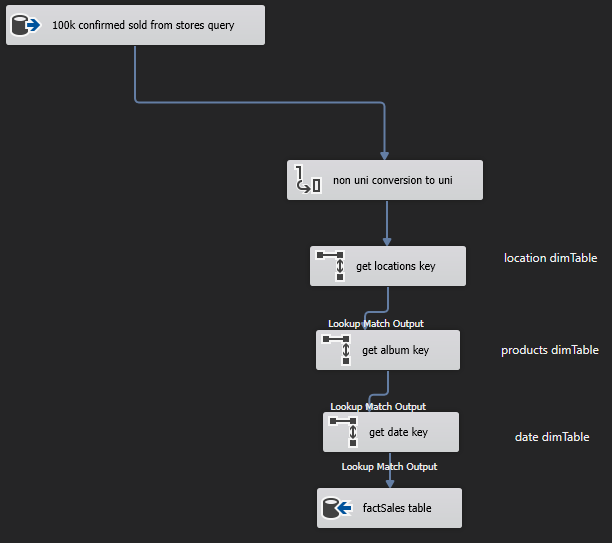 100k confirmed sold from stores query
non uni conversion to uni
get locations key
location dimTable
Lookup Match Output
get album key
products dimTable
Lookup Match Output
get date key
date dimTable
Lookup Match Output
factSales table